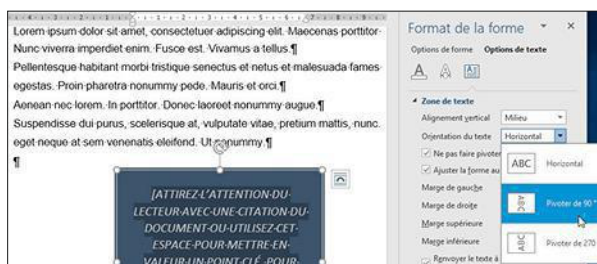 Lorem·ipsum·dolor·sit·amet,·consectetuer·adipiscing·elit.·Maecenas·porttitor·
Nunc·viverra·imperdiet·enim.·Fusce·est.·Vivamus·a·tellus.¶
Pellentesque·habitant·morbi·tristique·senectus·et·netus·et·malesuada·fames·
egestas.·Proin·pharetra·nonummy·pede.·Mauris·et·orci.¶
Aenean·nec·lorem.·In·porttitor.·Donec·laoreet·nonummy·augue.¶
Suspendisse·dui·purus,·scelerisque·at,·vulputate·vitae,·pretium·mattis,·nunc.
eget·neque·at·sem·venenatis·eleifend.·Ut·nonummy.¶
¶
[ATTIREZ-L'ATTENTION·DU·
LECTEUR·AVEC·UNE·CITATION·DU·
DOCUMENT·OU·UTILISEZ·CET·
ESPACE·POUR·METTRE·EN·
VALEUR·UN·POINT·CLÉ·POUR·
Format de la forme
Options de forme Options de texte
Zone de texte
Alignement vertical Milieu
Orientation du texte Horizontal
Ne pas faire pivoter
Ajuster la forme au
Marge de gauche
Marge de droite
Marge supérieure
Marge inférieure
Renvoyer le texte à
ABC Horizontal
ABC Pivoter de 90 °
ABC Pivoter de 270